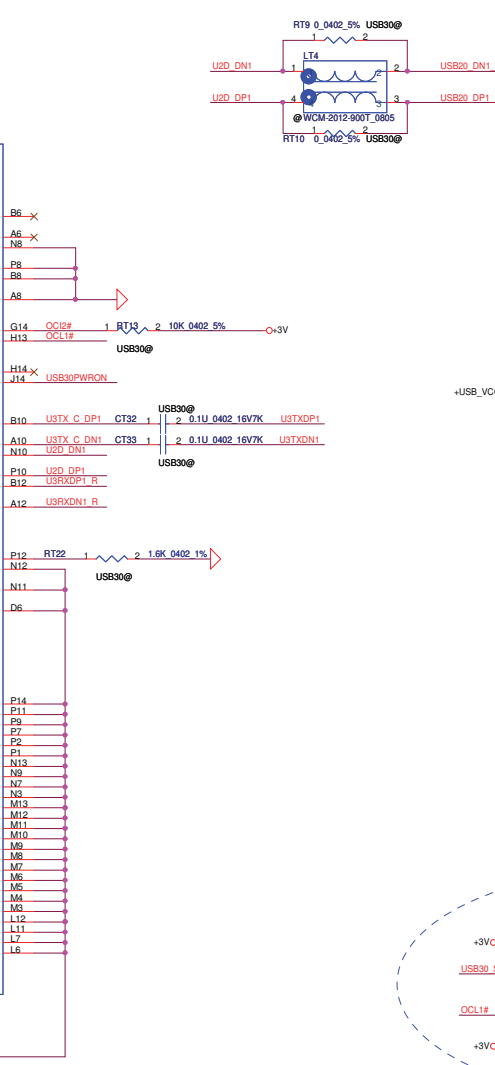 RT9 0_0402_5% USB30@
1 2
LT4
U2D_DN1 1 2 2 USB20_DN1
U2D_DP1 4 4 3 3 USB20_DP1
@ WCM-2012-900T_0805
1 2
RT10 0_0402_5% USB30@
B6
A6
N8
P8
B8
A8
G14 OCI2# 1 RT13 2 10K_0402_5% +3V
H13 OCL1#
USB30@
H14
J14 USB30PWRON
+USB_VC
USB30@
B10 U3TX_C_DP1 CT32 1 2 0.1U_0402_16V7K U3TXDP1
A10 U3TX_C_DN1 CT33 1 2 0.1U_0402_16V7K U3TXDN1
N10 U2D_DN1
USB30@
P10 U2D_DP1
B12 U3RXDP1_R
A12 U3RXDN1_R
P12 RT22 1 2 1.6K_0402_1%
N12
USB30@
N11
D6
P14
P11
P9
P7
P2
P1
N13
N9
N7
N3
M13
M12
M11
M10
M9
M8
M7
M6
M5
M4
M3
L12
L11
L7
L6
+3V
USB30_
OCL1#
+3V